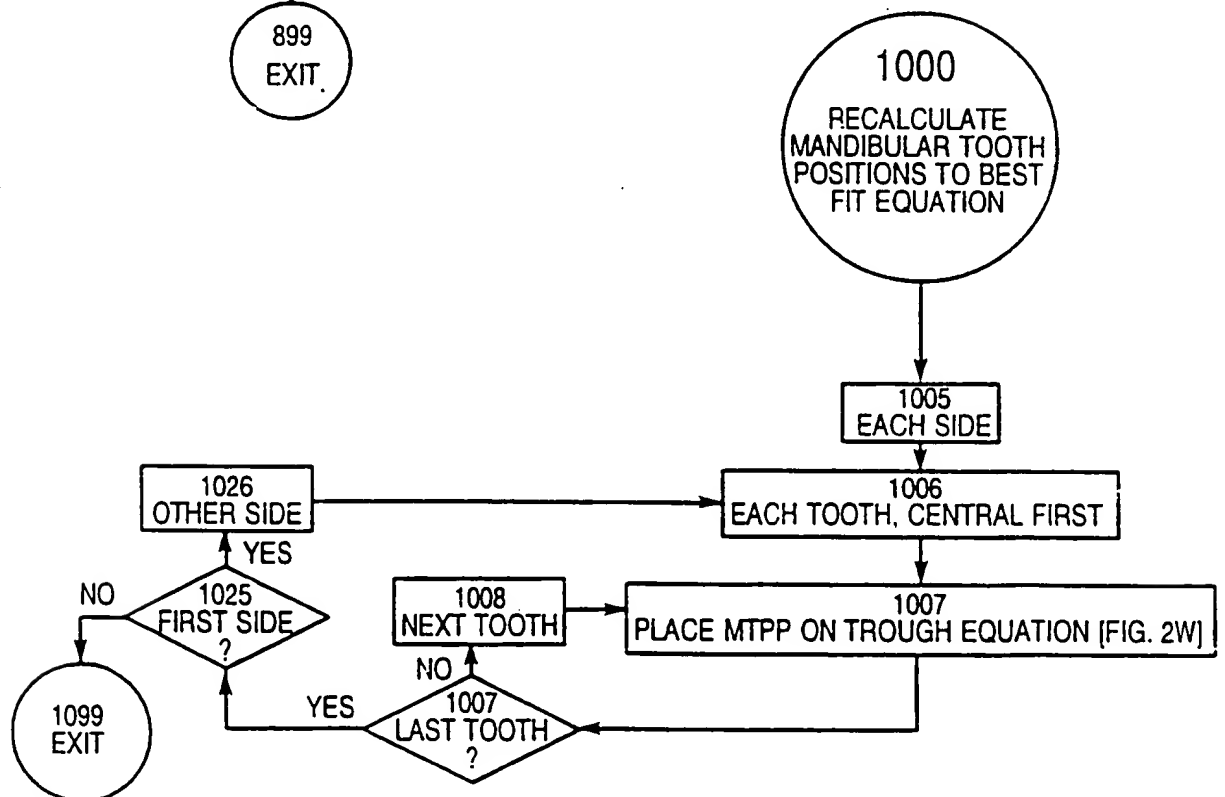 899
EXIT.
1000
RECALCULATE
MANDIBULAR TOOTH
POSITIONS TO BEST
FIT EQUATION
1005
EACH SIDE
1006
EACH TOOTH, CENTRAL FIRST
1007
PLACE MTPP ON TROUGH EQUATION [FIG. 2W]
1007
LAST TOOTH
?
NO
1008
NEXT TOOTH
YES
1025
FIRST SIDE
?
YES
1026
OTHER SIDE
NO
1099
EXIT